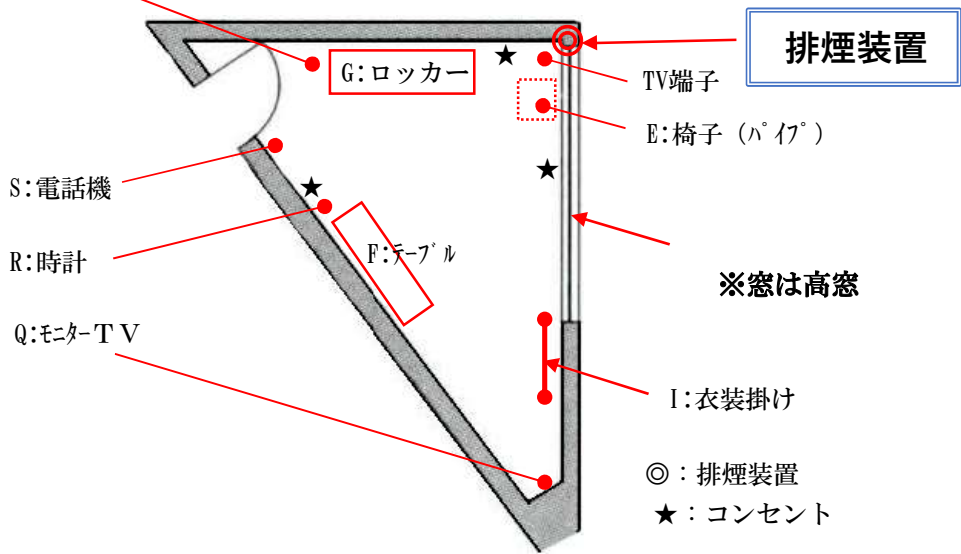 排煙装置
★
G:ロッカー
TV端子
E:椅子（ﾊﾟｲﾌﾟ）
★
S:電話機
★
R:時計
F:ﾃｰﾌﾞﾙ
※窓は高窓
Q:ﾓﾆﾀｰＴＶ
I:衣装掛け
◎：排煙装置
★：コンセント